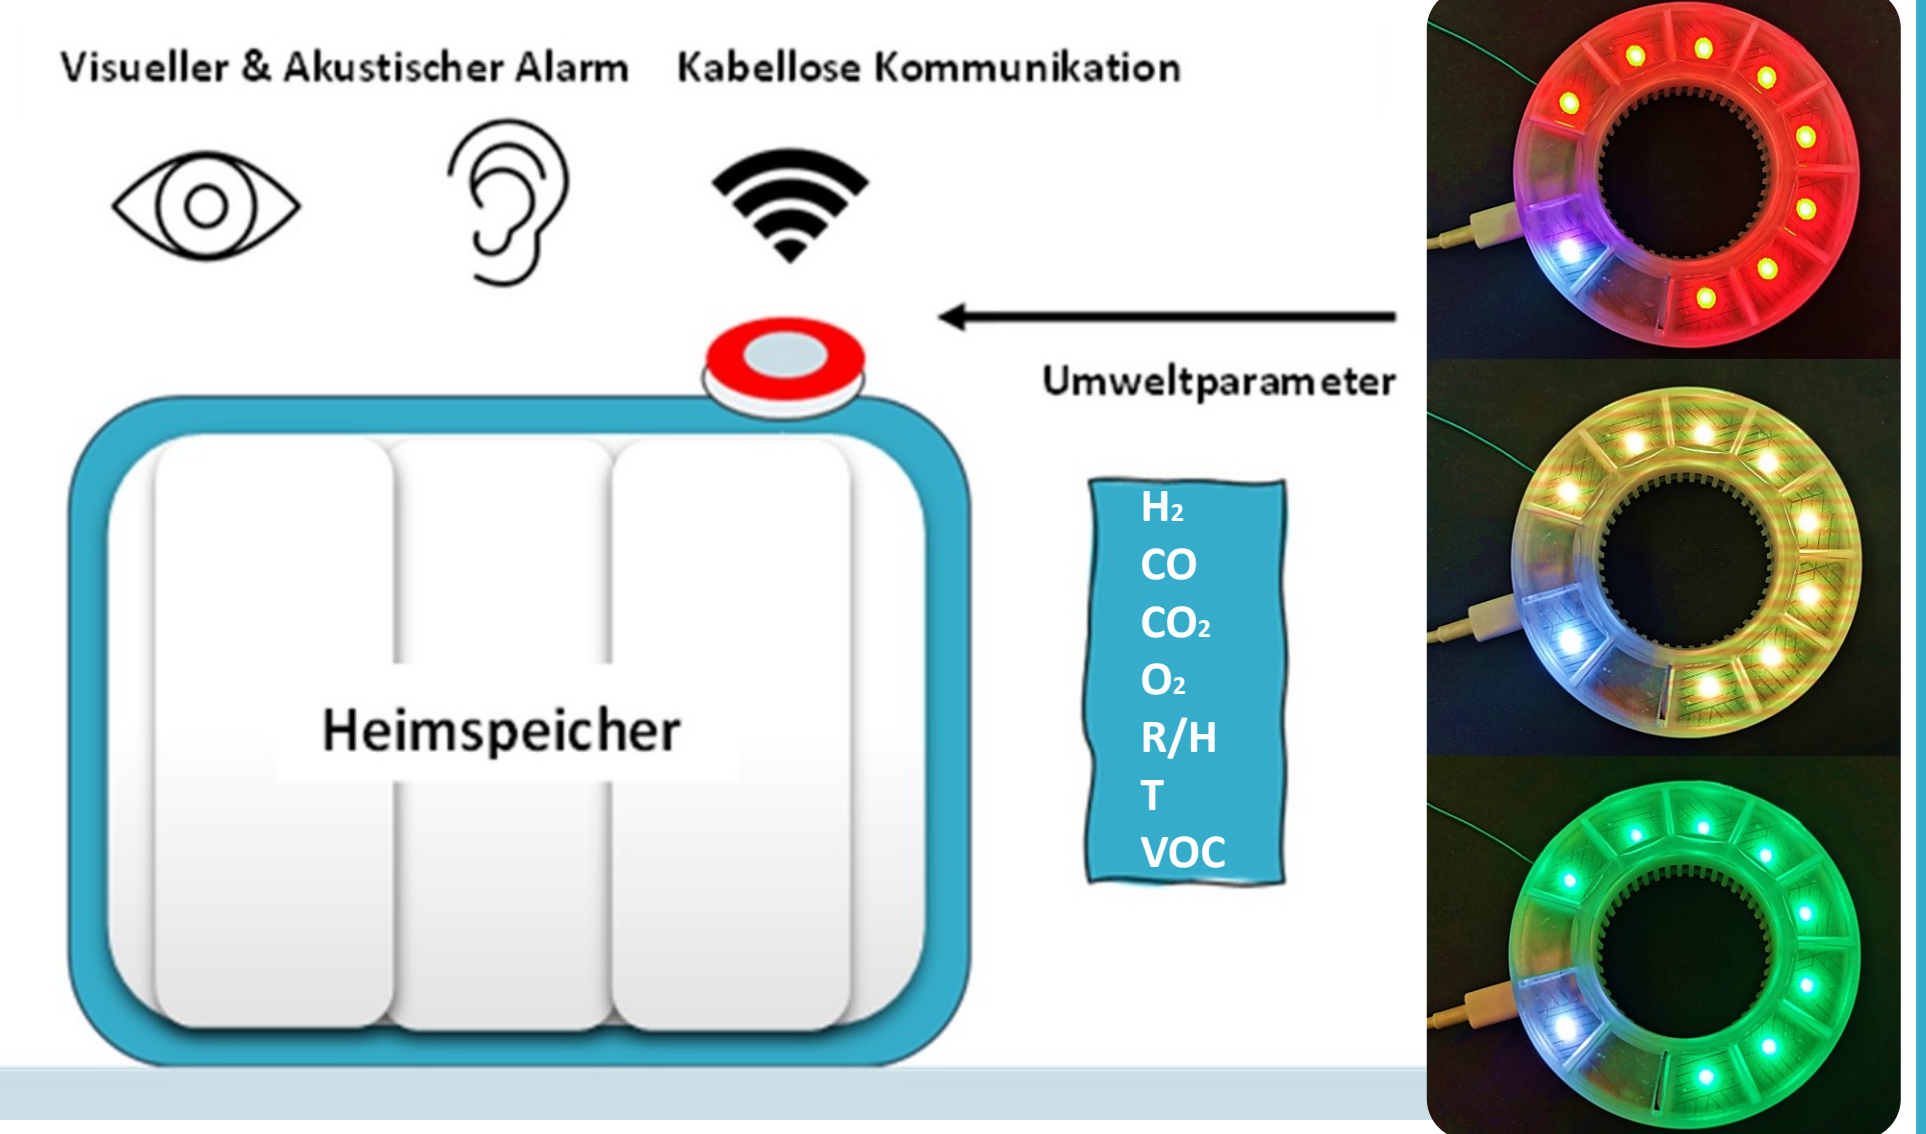 Visueller & Akustischer Alarm
Kabellose Kommunikation
Umweltparameter
H₂
CO
CO₂
O₂
R/H
T
VOC
Heimspeicher